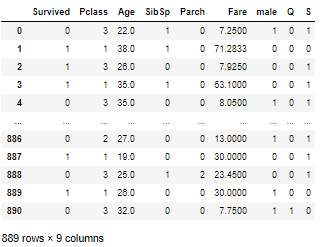 Survived Pclass Age SibSp Parch Fare male Q S
0 0 3 22.0 1 0 7.2500 1 0 1
1 1 1 38.0 1 0 71.2833 0 0 0
2 1 3 26.0 0 0 7.9250 0 0 1
3 1 1 35.0 1 0 53.1000 0 0 1
4 0 3 35.0 0 0 8.0500 1 0 1
... ... ... ... ... ... ... ... ... ...
886 0 2 27.0 0 0 13.0000 1 0 1
887 1 1 19.0 0 0 30.0000 0 0 1
888 0 3 25.0 1 2 23.4500 0 0 1
889 1 1 26.0 0 0 30.0000 1 0 0
890 0 3 32.0 0 0 7.7500 1 1 0
889 rows × 9 columns